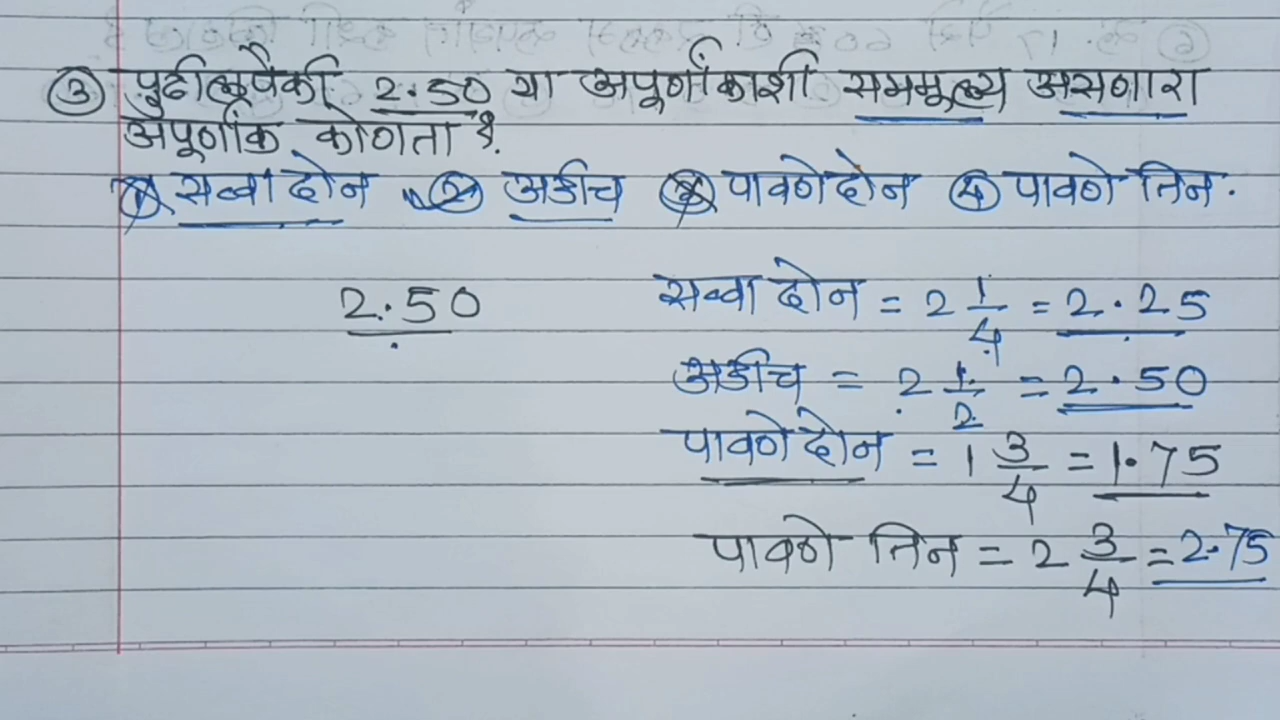 ③ पुढीलपैकी 2.50 या अपूर्णांकाशी सममूल्य असणारा
अपूर्णांक कोणता ?
① सव्वा दोन ② अडीच ③ पावणे दोन ④ पावणे तिन.
2.50
सव्वा दोन = 2 1/4 = 2.25
अडीच = 2 1/2 = 2.50
पावणे दोन = 1 3/4 = 1.75
पावणे तिन = 2 3/4 = 2.75